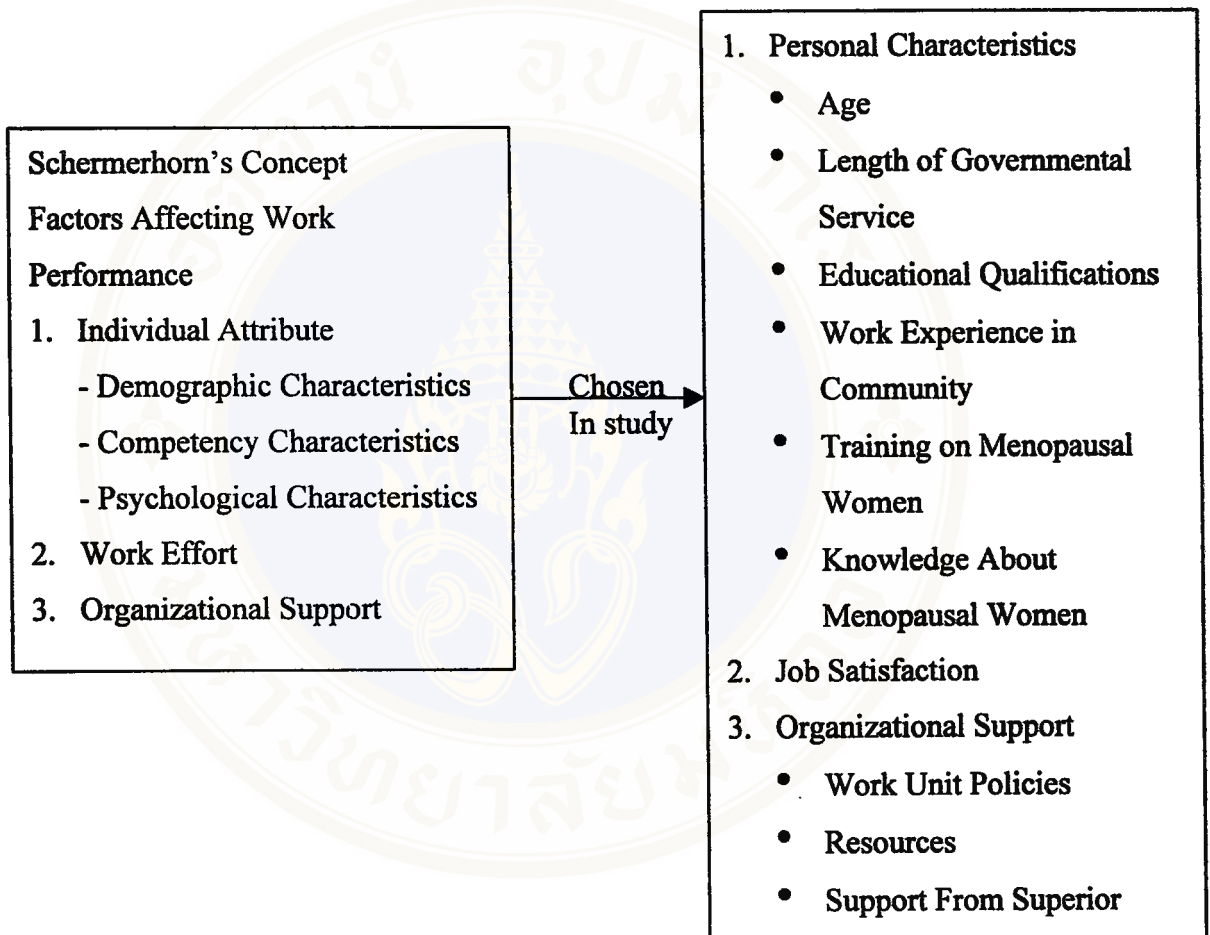 Schermerhorn's Concept
Factors Affecting Work
Performance
1. Individual Attribute
- Demographic Characteristics
- Competency Characteristics
- Psychological Characteristics
2. Work Effort
3. Organizational Support
Chosen
In study
1. Personal Characteristics
• Age
• Length of Governmental
Service
• Educational Qualifications
• Work Experience in
Community
• Training on Menopausal
Women
• Knowledge About
Menopausal Women
2. Job Satisfaction
3. Organizational Support
• Work Unit Policies
• Resources
• Support From Superior